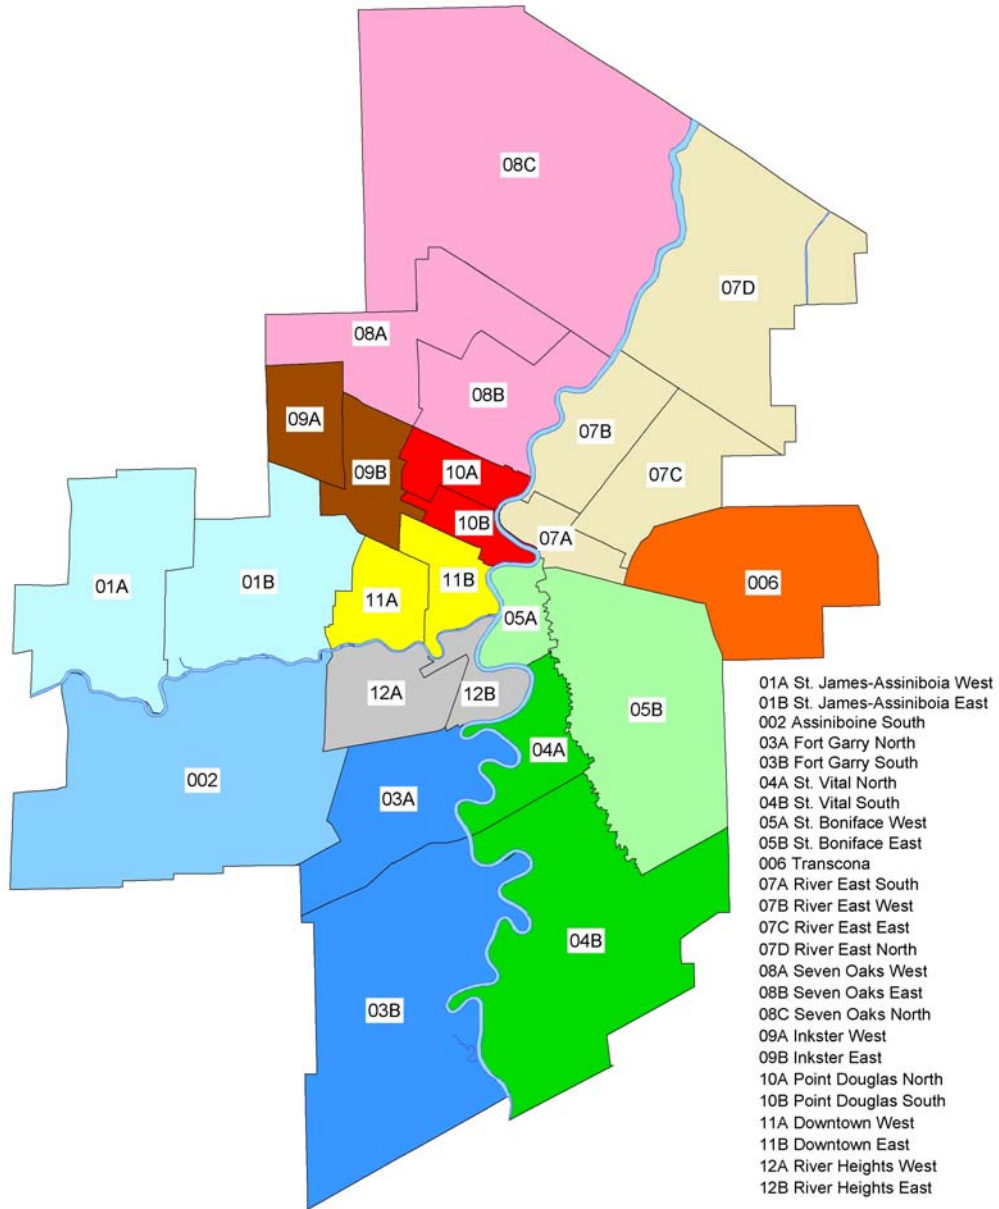 08C
07D
08A
08B
09A
07B
09B
10A
07C
10B
07A
01A
01B
11B
006
11A
05A
12A
12B
05B
04A
002
03A
04B
03B
01A St. James-Assiniboia West
01B St. James-Assiniboia East
002 Assiniboine South
03A Fort Garry North
03B Fort Garry South
04A St. Vital North
04B St. Vital South
05A St. Boniface West
05B St. Boniface East
006 Transcona
07A River East South
07B River East West
07C River East East
07D River East North
08A Seven Oaks West
08B Seven Oaks East
08C Seven Oaks North
09A Inkster West
09B Inkster East
10A Point Douglas North
10B Point Douglas South
11A Downtown West
11B Downtown East
12A River Heights West
12B River Heights East